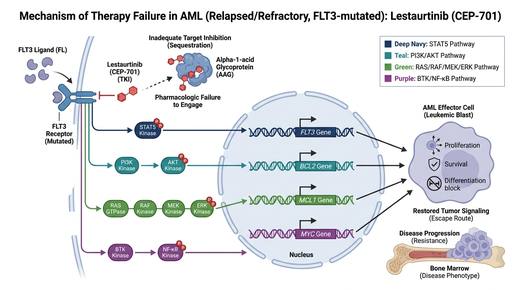 Mechanism of Therapy Failure in AML (Relapsed/Refractory, FLT3-mutated): Lestaurtinib (CEP-701)
FLT3 Ligand (FL)
Lestaurtinib
(CEP-701)
(TKI)
Inadequate Target Inhibition
(Sequestration)
Alpha-1-acid
Glycoprotein
(AAG)
Pharmacologic Failure
to Engage
Deep Navy: STAT5 Pathway
Teal: PI3K/AKT Pathway
Green: RAS/RAF/MEK/ERK Pathway
Purple: BTK/NF-κB Pathway
FLT3
Receptor
(Mutated)
STAT5
Kinase
P
FLT3 Gene
PI3K
Kinase
AKT
Kinase
P
BCL2 Gene
RAS
GTPase
RAF
Kinase
MEK
Kinase
ERK
Kinase
P
MCL1 Gene
BTK
Kinase
NF-κB
Kinase
P
MYC Gene
Nucleus
AML Effector Cell
(Leukemic Blast)
Proliferation
Survival
Differentiation
block
Restored Tumor Signaling
(Escape Route)
Disease Progression
(Resistance)
Bone Marrow
(Disease Phenotype)